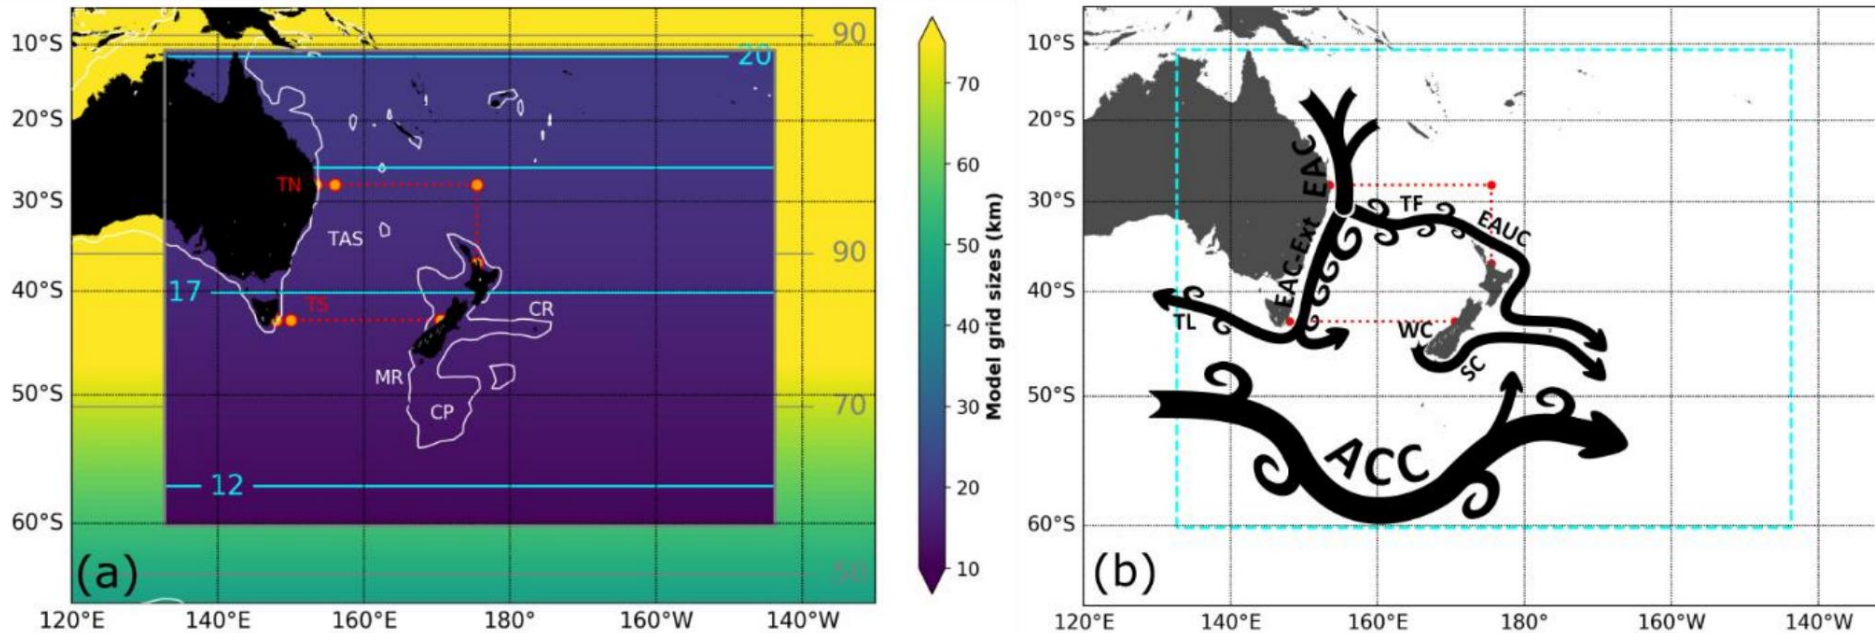 10°S
20°S
30°S
40°S
50°S
60°S
120°E
140°E
160°E
180°
160°W
140°W
90
20
TN
TAS
90
17
TS
CR
MR
CP
70
12
50
(a)
70
60
50
40
30
20
10
Model grid sizes (km)
10°S
20°S
30°S
40°S
50°S
60°S
120°E
140°E
160°E
180°
160°W
140°W
EAC
TF
EAUC
EAC-Ext
TL
WC
SC
ACC
(b)